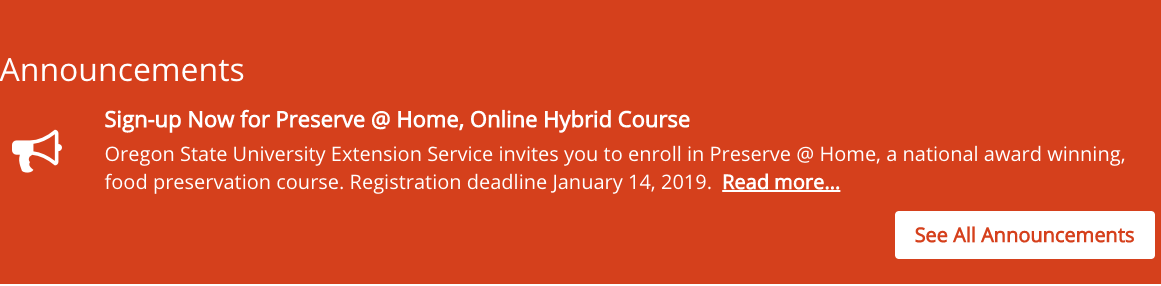 Announcements
Sign-up Now for Preserve @ Home, Online Hybrid Course
Oregon State University Extension Service invites you to enroll in Preserve @ Home, a national award winning,
food preservation course. Registration deadline January 14, 2019. Read more...
See All Announcements